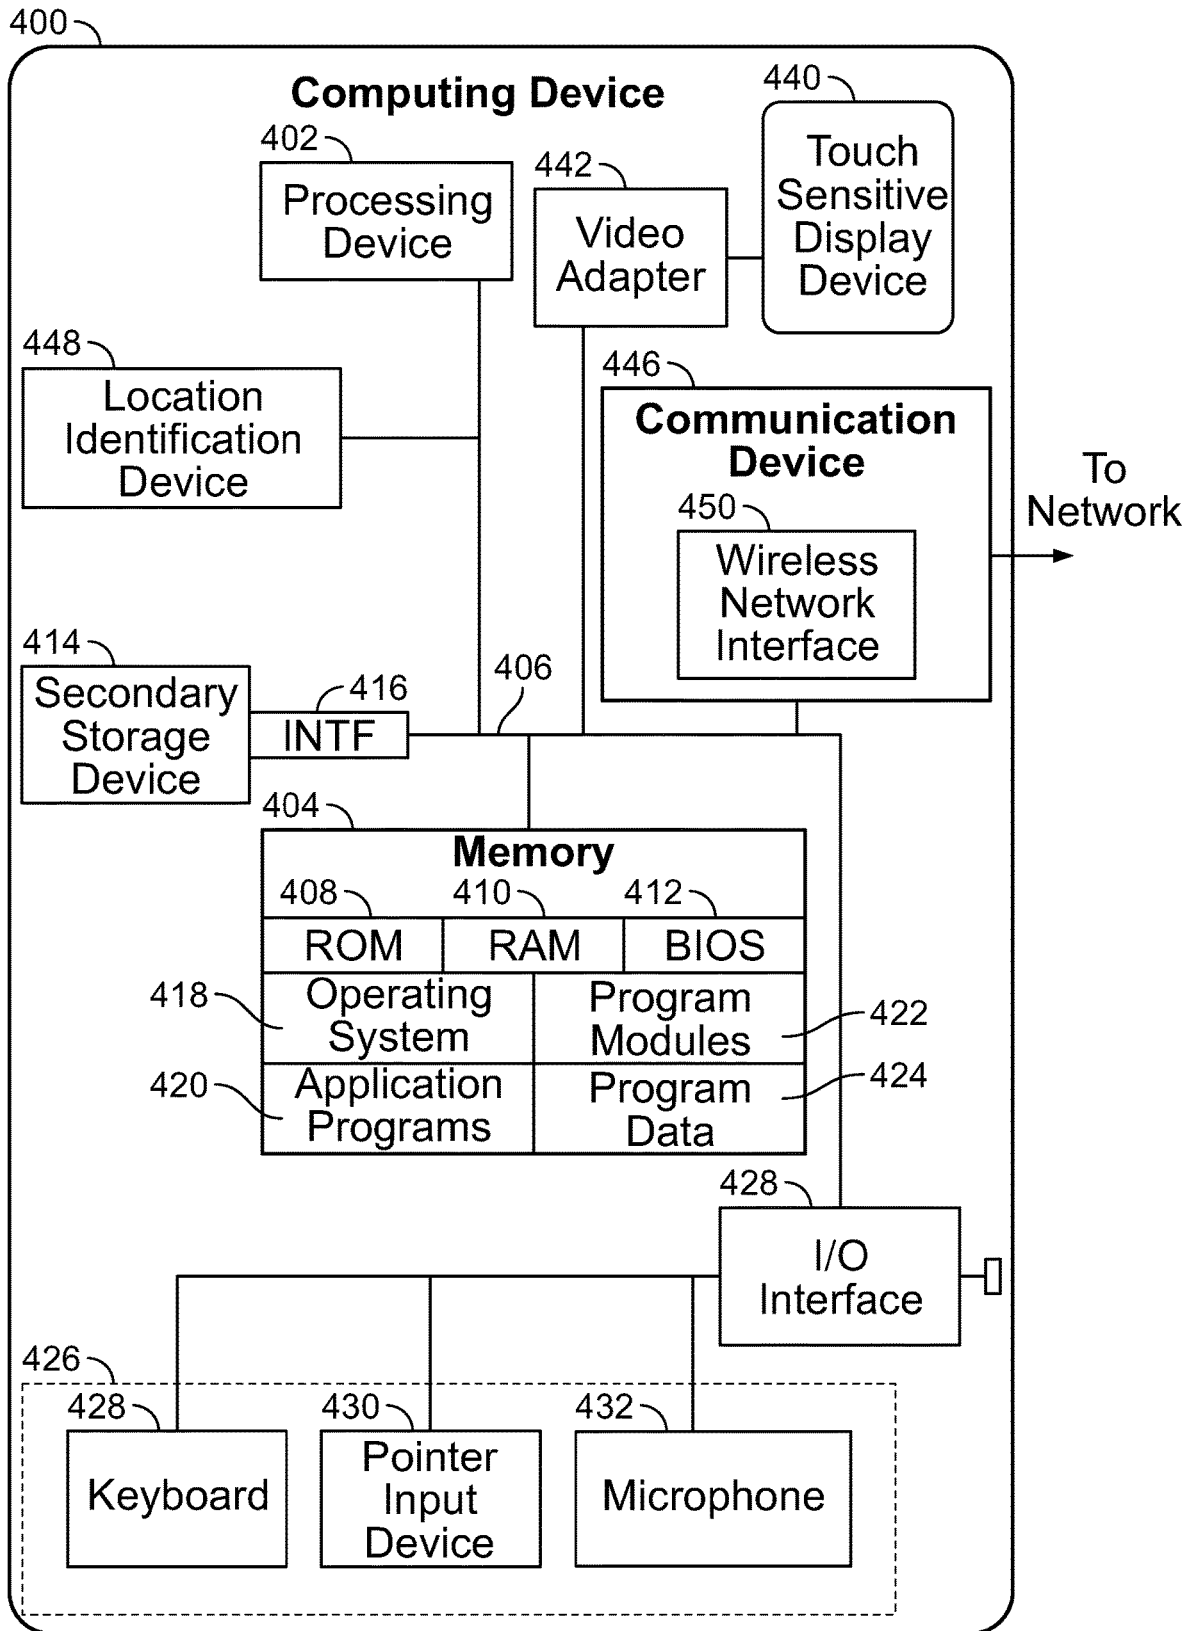 400
Computing Device
440
Touch
Sensitive
Display
Device
402
Processing
Device
442
Video
Adapter
448
Location
Identification
Device
446
Communication
Device
450
Wireless
Network
Interface
To
Network
414
Secondary
Storage
Device
416
INTF
406
404
Memory
408
ROM
410
RAM
412
BIOS
418
Operating
System
Program
Modules
422
420
Application
Programs
Program
Data
424
428
I/O
Interface
426
428
Keyboard
430
Pointer
Input
Device
432
Microphone